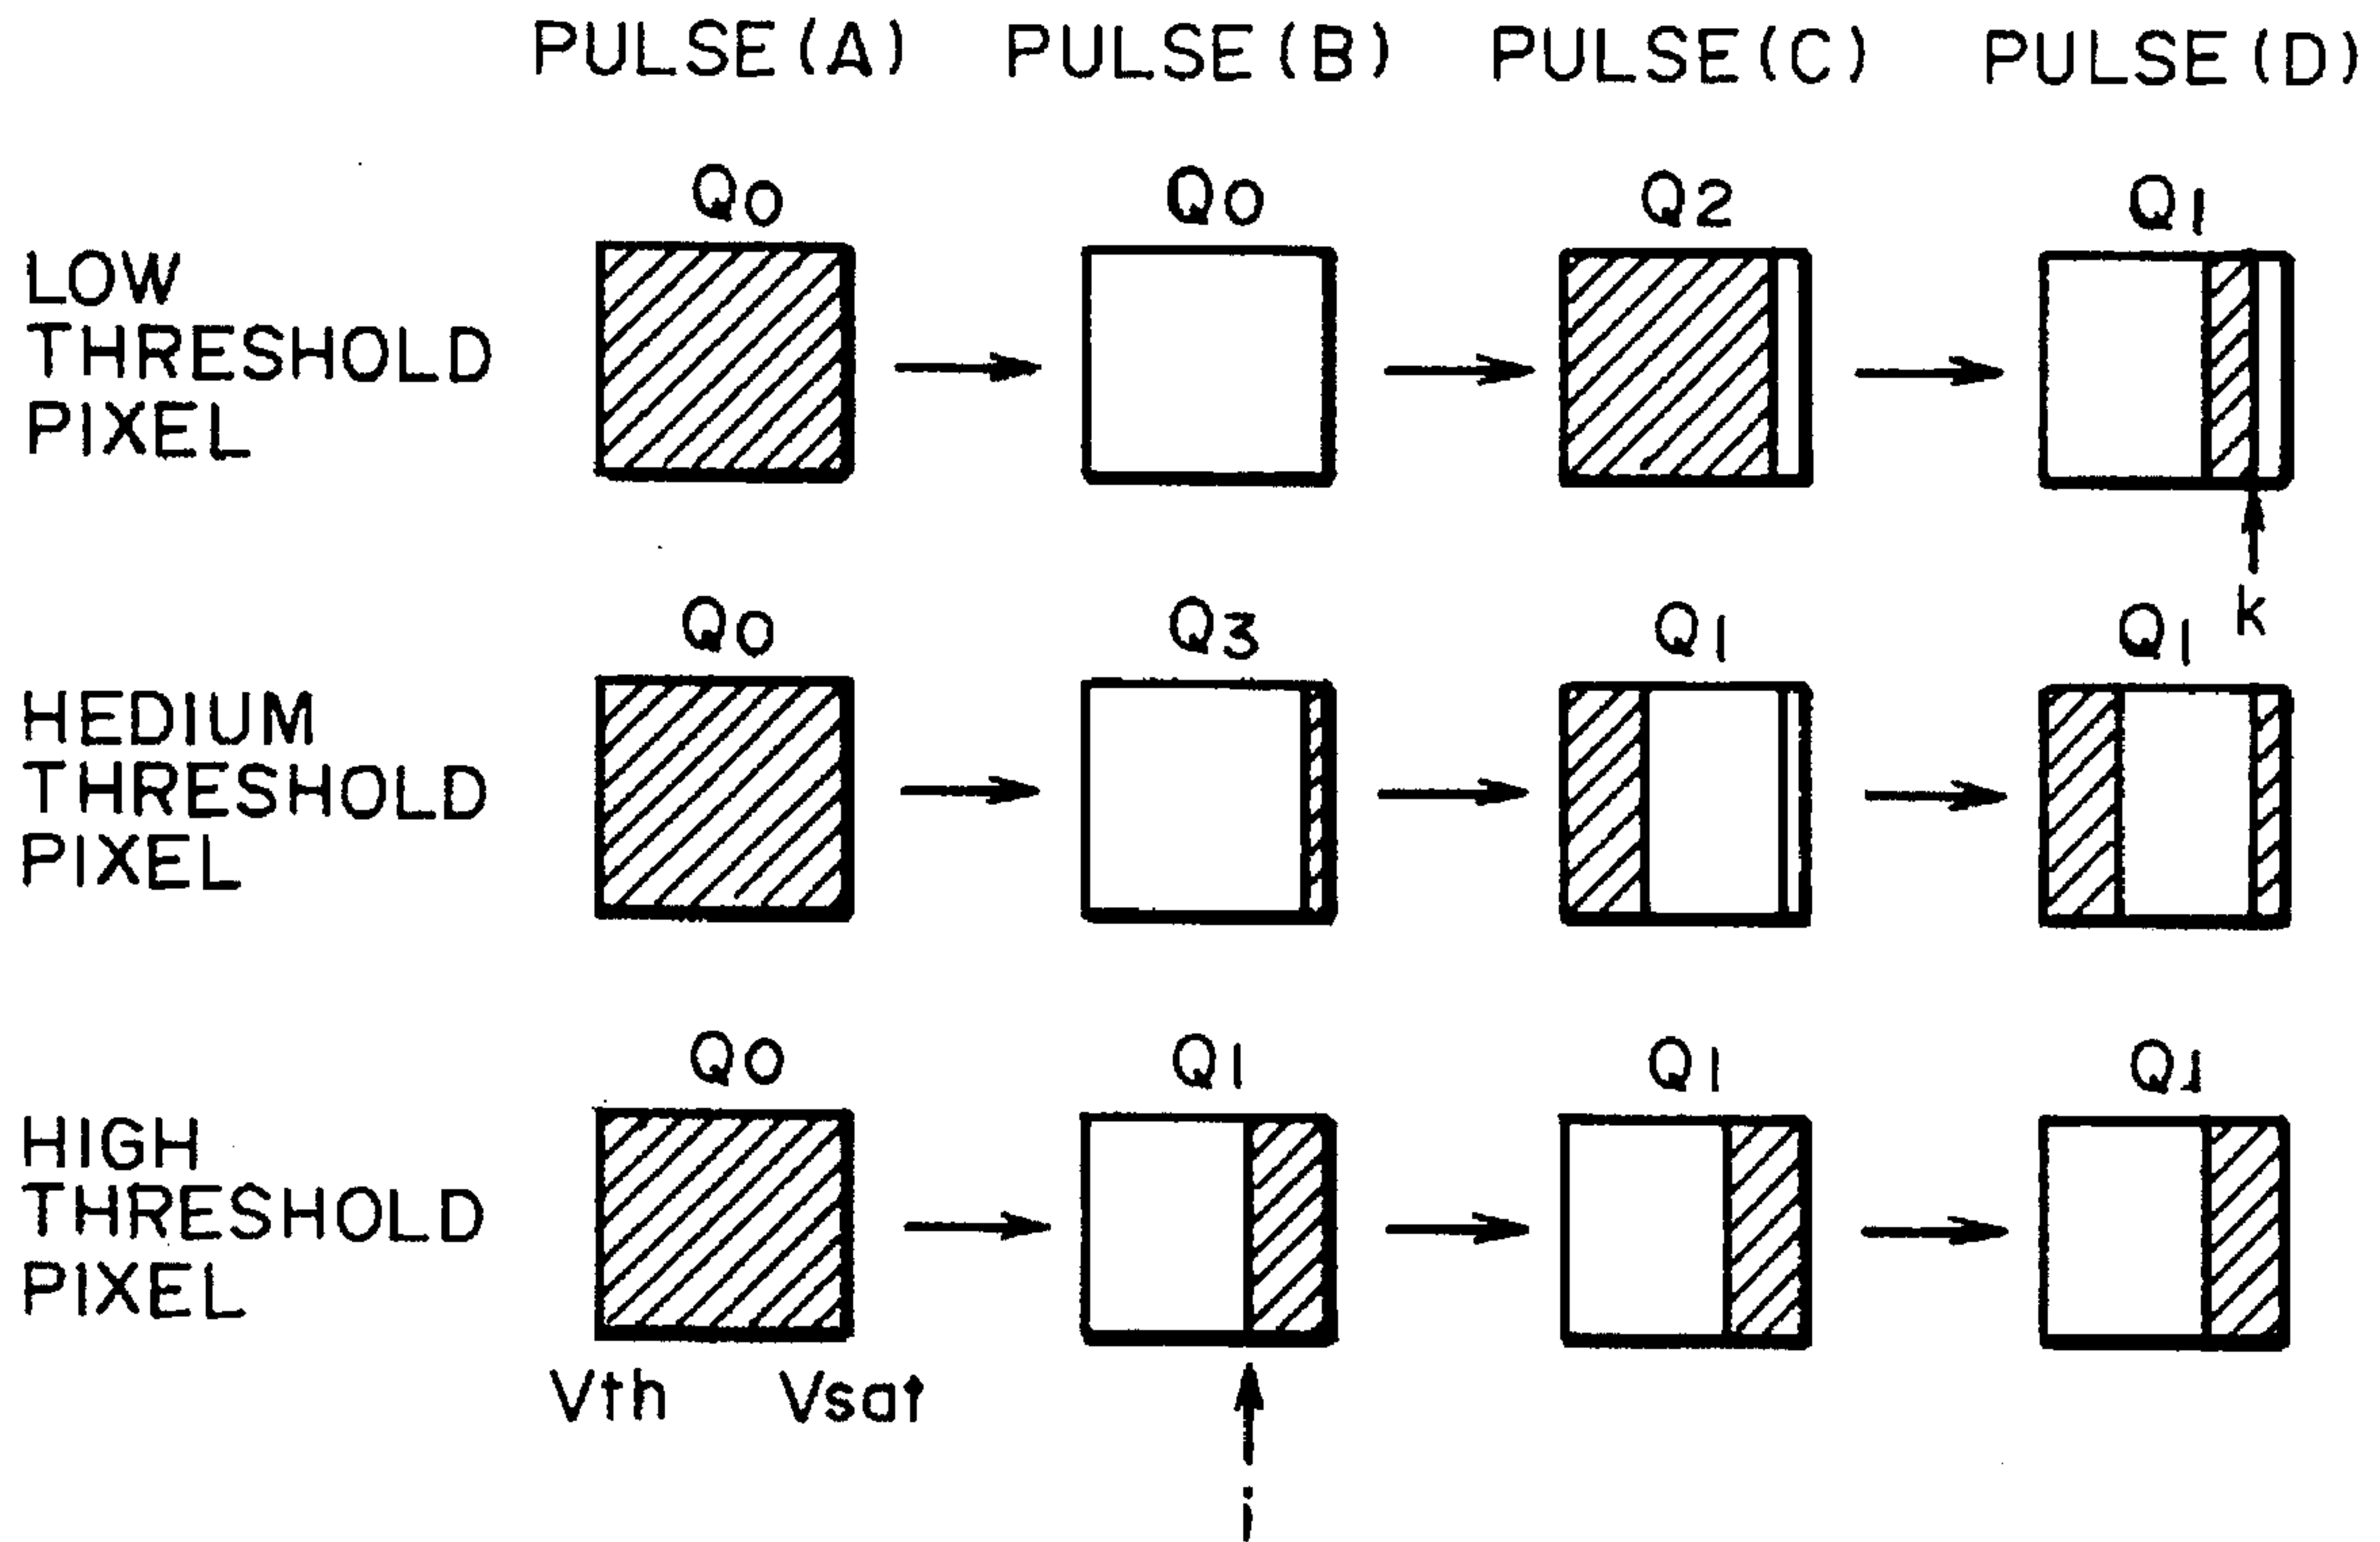 PULSE(A) PULSE(B) PULSE(C) PULSE(D)
Q0 Q0 Q2 Q1
LOW
THRESHOLD
PIXEL
k
Q0 Q3 Q1 Q1
HEDIUM
THRESHOLD
PIXEL
Q0 Q1 Q1 Q1
HIGH
THRESHOLD
PIXEL
Vth Vsat
i